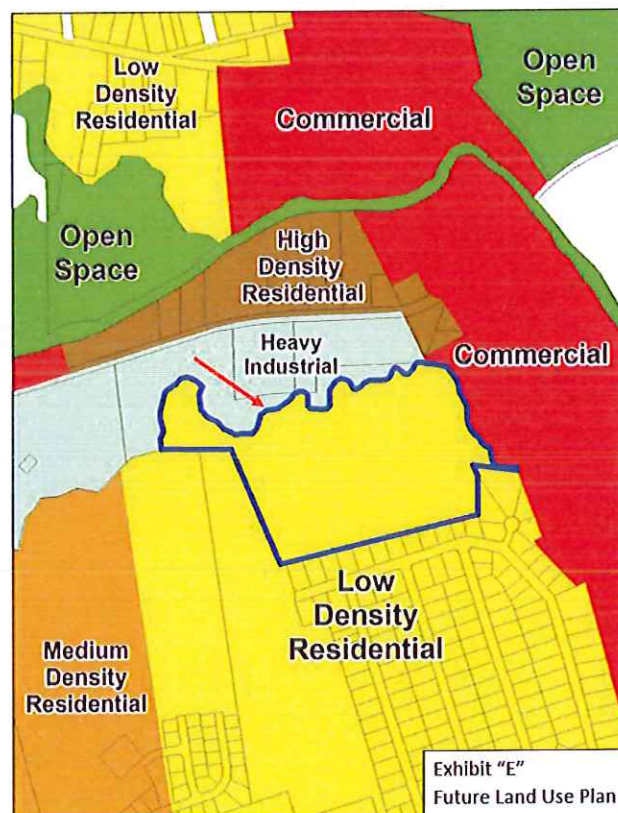 Low
Density
Residential
Commercial
Open
Space
Open
Space
High
Density
Residential
Heavy
Industrial
Commercial
Low
Density
Residential
Medium
Density
Residential
Exhibit “E”
Future Land Use Plan